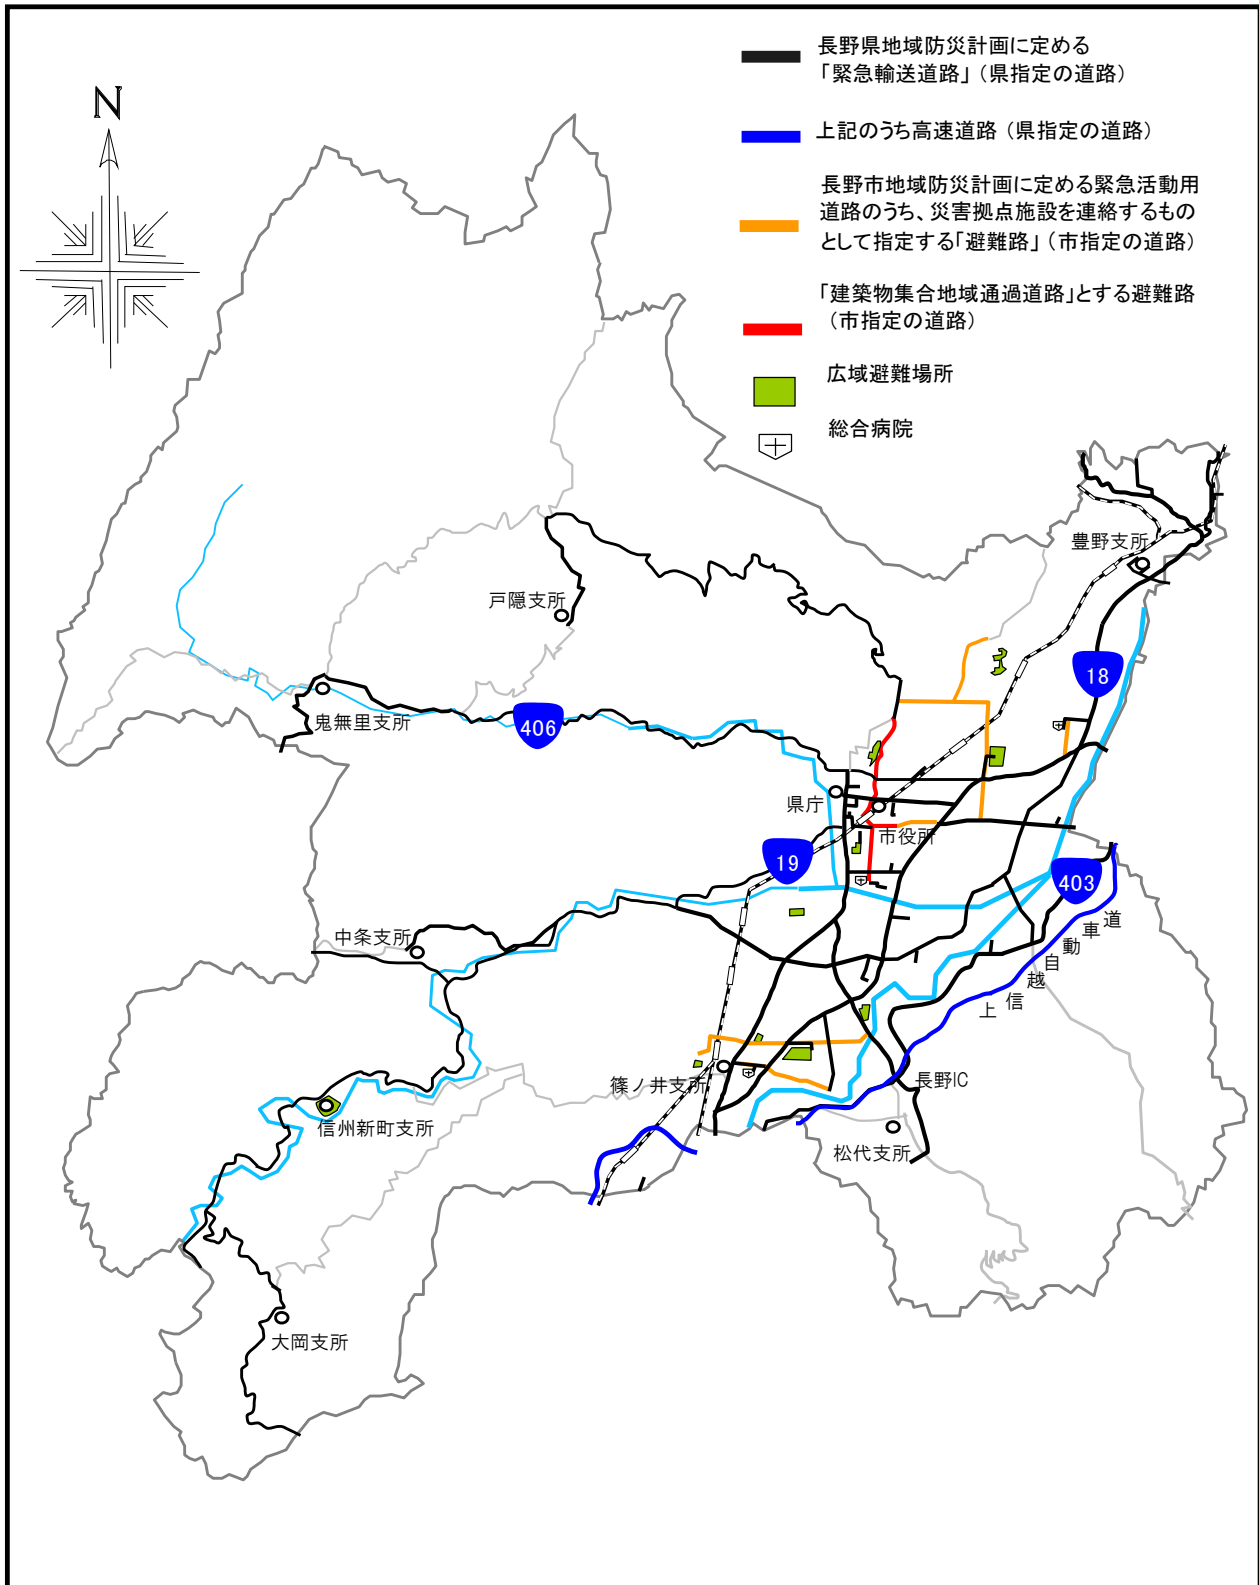 長野県地域防災計画に定める
「緊急輸送道路」（県指定の道路）
上記のうち高速道路（県指定の道路）
長野市地域防災計画に定める緊急活動用
道路のうち、災害拠点施設を連絡するもの
として指定する「避難路」（市指定の道路）
「建築物集合地域通過道路」とする避難路
（市指定の道路）
広域避難場所
総合病院
N
豊野支所
戸隠支所
18
鬼無里支所
406
県庁
市役所
19
403
中条支所
上信越自動車道
篠ノ井支所
長野IC
信州新町支所
松代支所
大岡支所